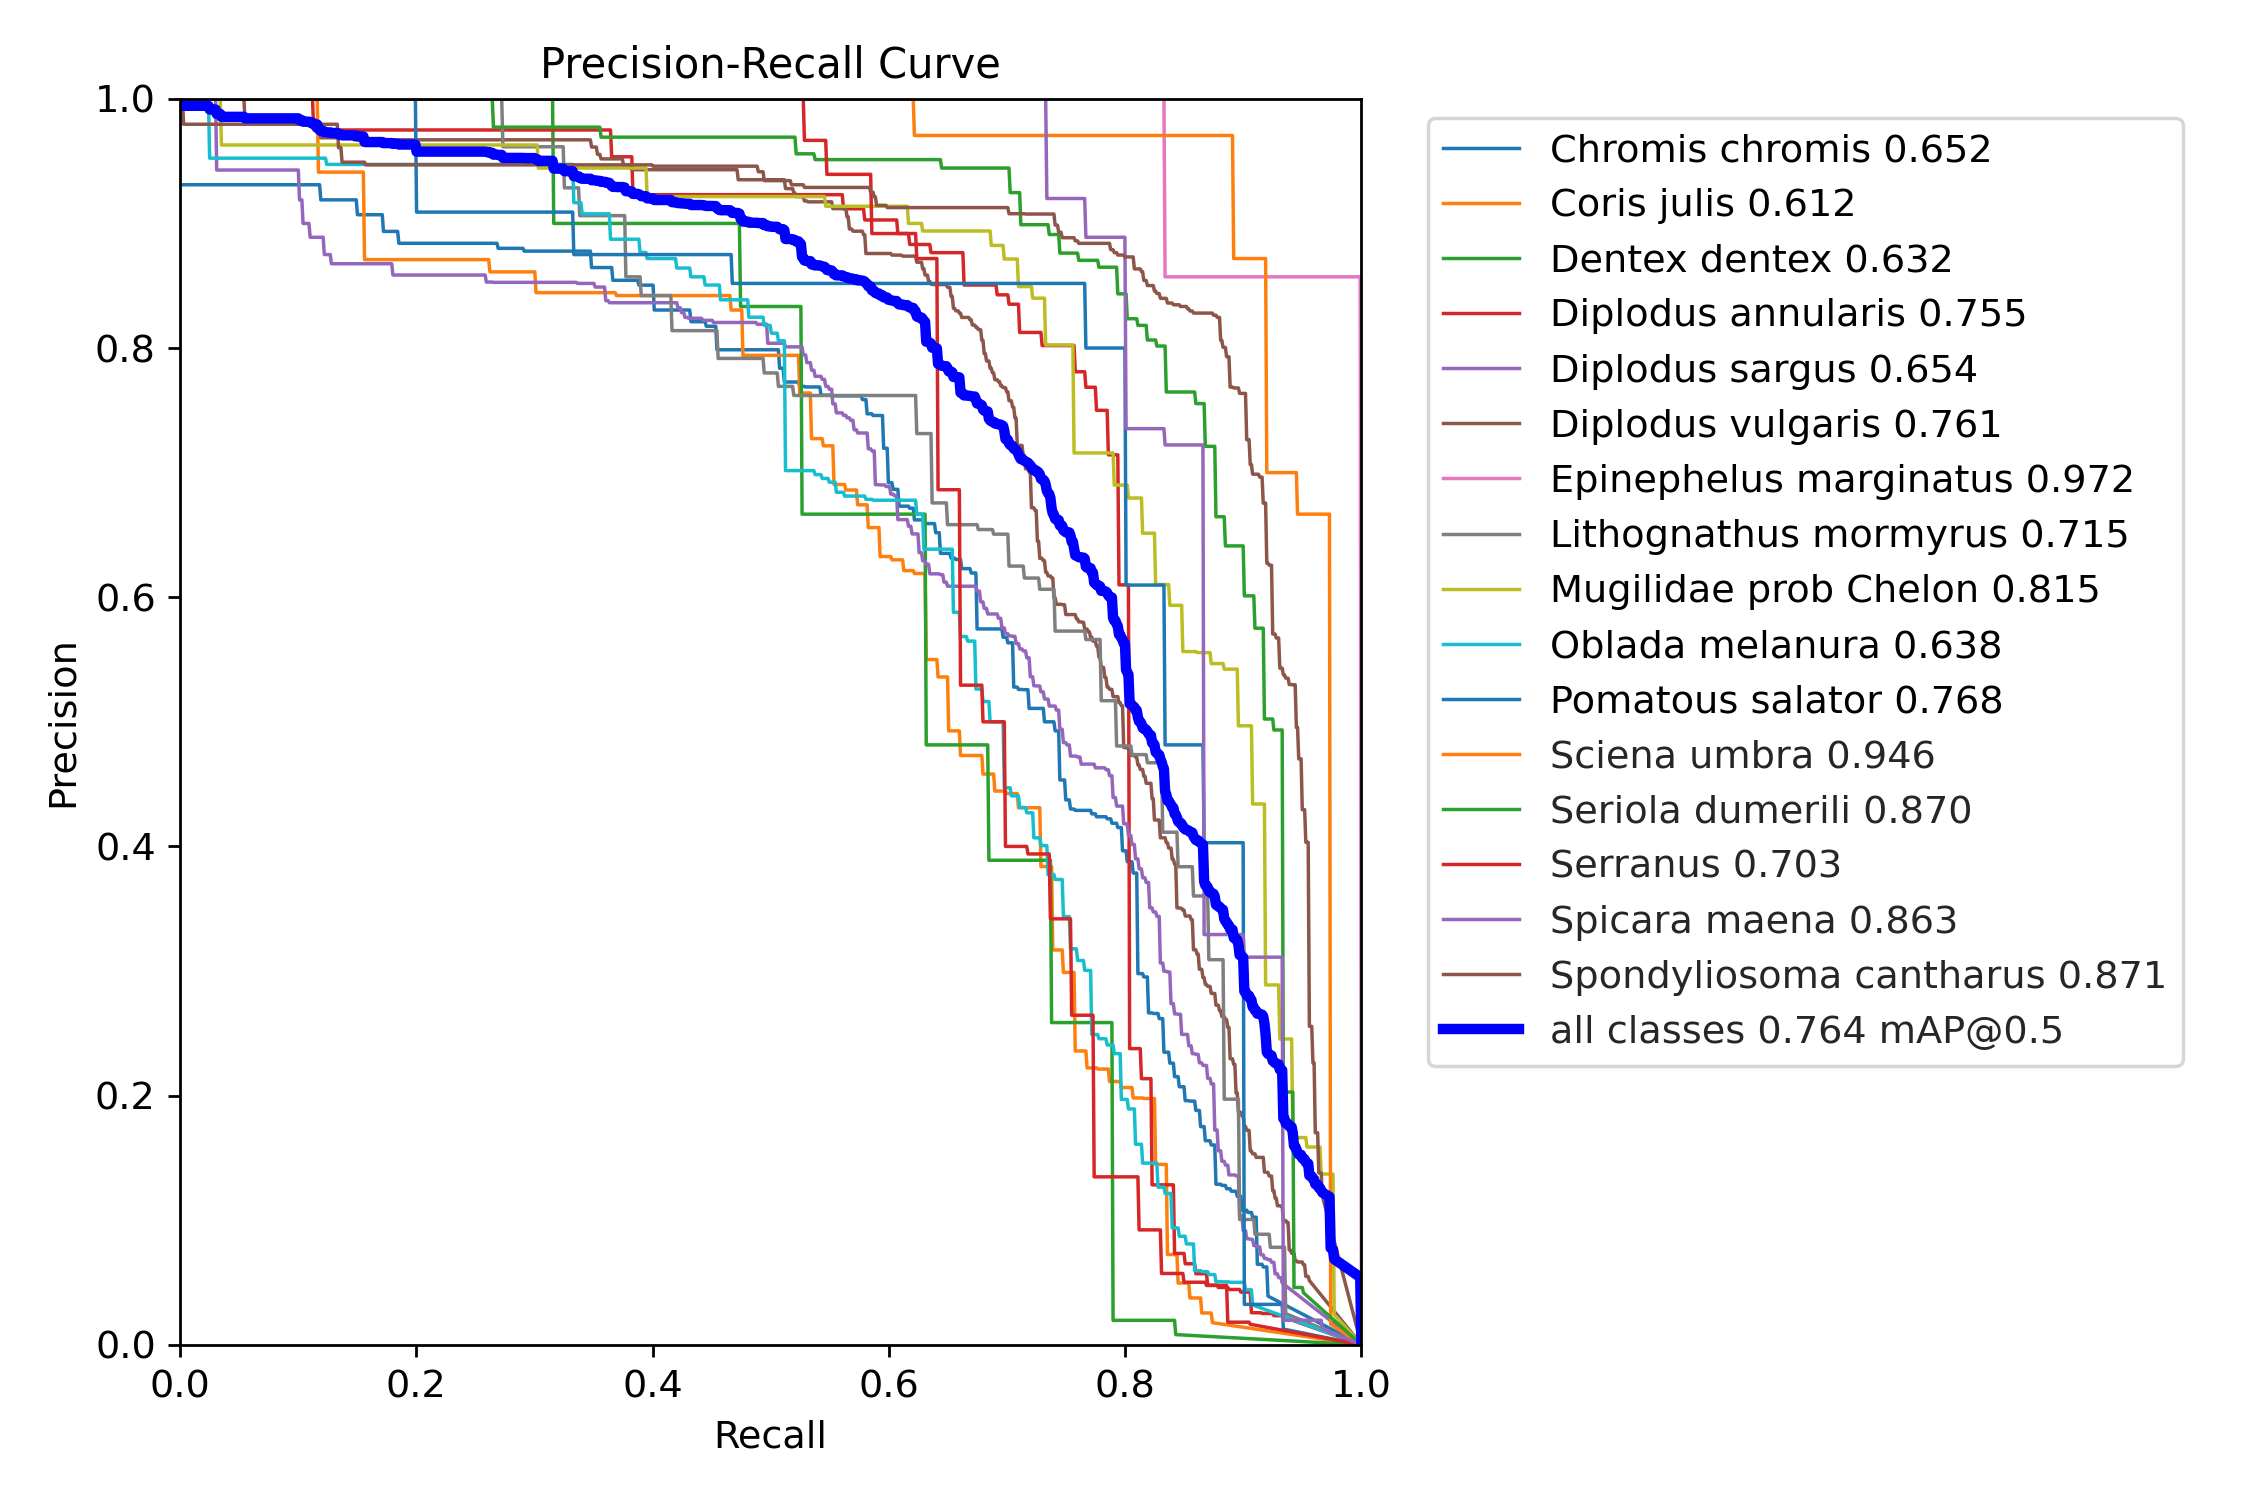 Precision-Recall Curve
1.0
0.8
0.6
0.4
0.2
0.0
Precision
0.0 0.2 0.4 0.6 0.8 1.0
Recall
Chromis chromis 0.652
Coris julis 0.612
Dentex dentex 0.632
Diplodus annularis 0.755
Diplodus sargus 0.654
Diplodus vulgaris 0.761
Epinephelus marginatus 0.972
Lithognathus mormyrus 0.715
Mugilidae prob Chelon 0.815
Oblada melanura 0.638
Pomatous salator 0.768
Sciena umbra 0.946
Seriola dumerili 0.870
Serranus 0.703
Spicara maena 0.863
Spondyliosoma cantharus 0.871
all classes 0.764 mAP@0.5